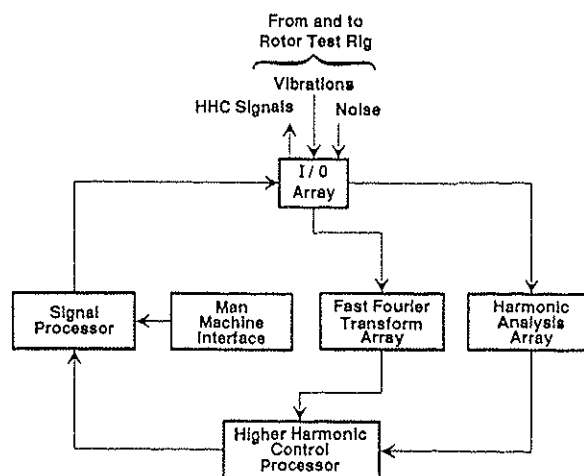 From and to
Rotor Test Rig
Vibrations
HHC Signals
Noise
I / O
Array
Signal
Processor
Man
Machine
Interface
Fast Fourier
Transform
Array
Harmonic
Analysis
Array
Higher Harmonic
Control
Processor